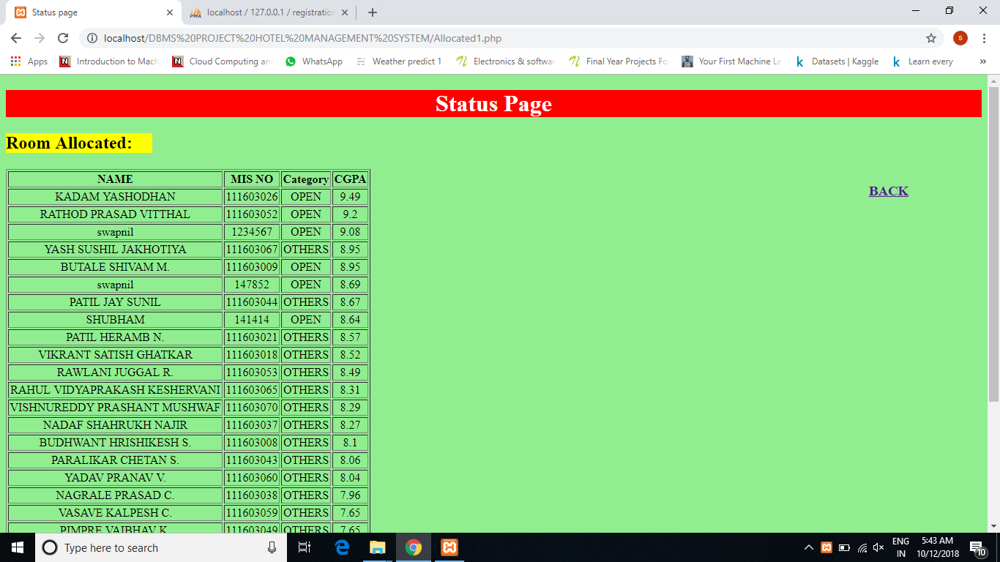 Status page
localhost / 127.0.0.1 / registration
localhost/DBMS%20PROJECT%20HOTEL%20MANAGEMENT%20SYSTEM/Allocated1.php
S
Apps Introduction to Mach Cloud Computing an WhatsApp Weather predict 1 Electronics & softwar Final Year Projects Fo Your First Machine Le Datasets | Kaggle Learn every
Status Page
Room Allocated:
BACK
NAME MIS NO Category CGPA
KADAM YASHODHAN 111603026 OPEN 9.49
RATHOD PRASAD VITTHAL 111603052 OPEN 9.2
swapnil 1234567 OPEN 9.08
YASH SUSHIL JAKHOTIYA 111603067 OTHERS 8.95
BUTALE SHIVAM M. 111603009 OPEN 8.95
swapnil 147852 OPEN 8.69
PATIL JAY SUNIL 111603044 OTHERS 8.67
SHUBHAM 141414 OPEN 8.64
PATIL HERAMB N. 111603021 OTHERS 8.57
VIKRANT SATISH GHATKAR 111603018 OTHERS 8.52
RAWLANI JUGGAL R. 111603053 OTHERS 8.49
RAHUL VIDYAPRAKASH KESHERVANI 111603065 OTHERS 8.31
VISHNUREDDY PRASHANT MUSHWAF 111603070 OTHERS 8.29
NADAF SHAHRUKH NAJIR 111603037 OTHERS 8.27
BUDHWANT HRISHIKESH S. 111603008 OTHERS 8.1
PARALIKAR CHETAN S. 111603043 OTHERS 8.06
YADAV PRANAV V. 111603060 OTHERS 8.04
NAGRALE PRASAD C. 111603038 OTHERS 7.96
VASAVE KALPESH C. 111603059 OTHERS 7.65
PIMPRE VAIBHAV K. 111603049 OTHERS 7.65
Type here to search
ENG
IN
5:43 AM
10/12/2018
10